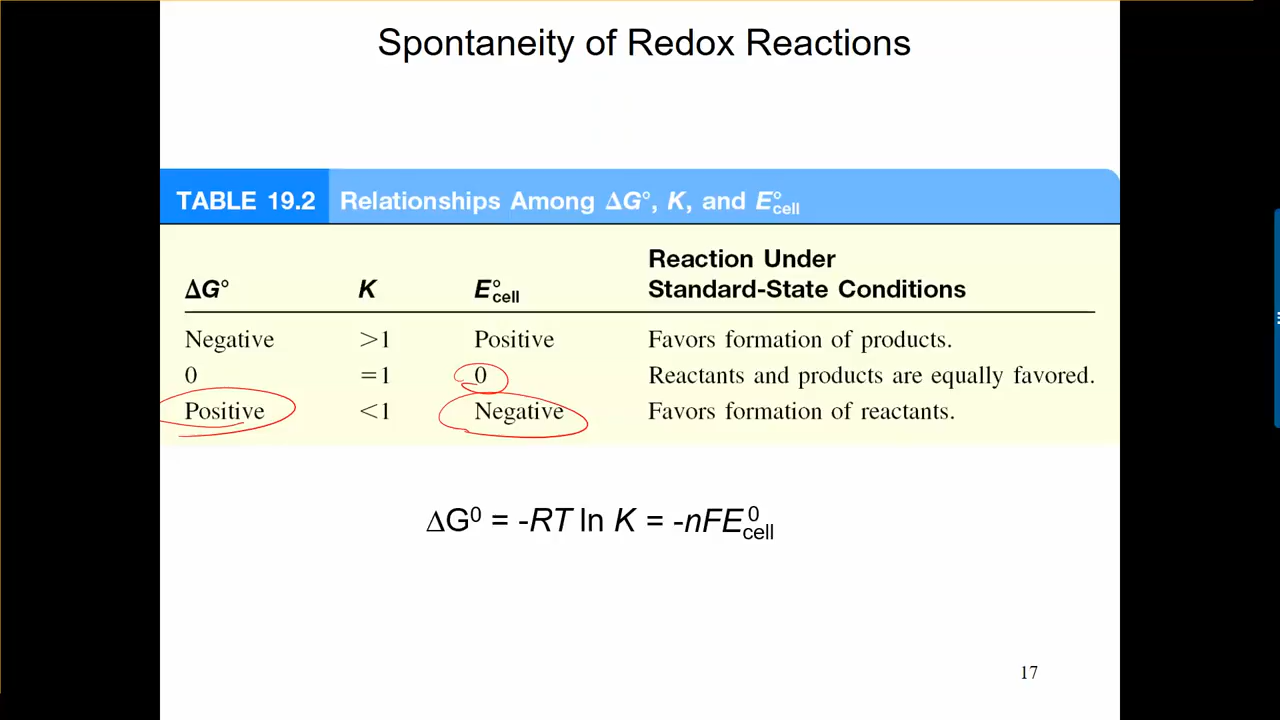 Spontaneity of Redox Reactions
TABLE 19.2 Relationships Among ΔG°, K, and E°cell
Reaction Under
ΔG° K E°cell Standard-State Conditions
Negative >1 Positive Favors formation of products.
0 =1 0 Reactants and products are equally favored.
Positive <1 Negative Favors formation of reactants.
ΔG⁰ = -RT ln K = -nFE⁰cell
17